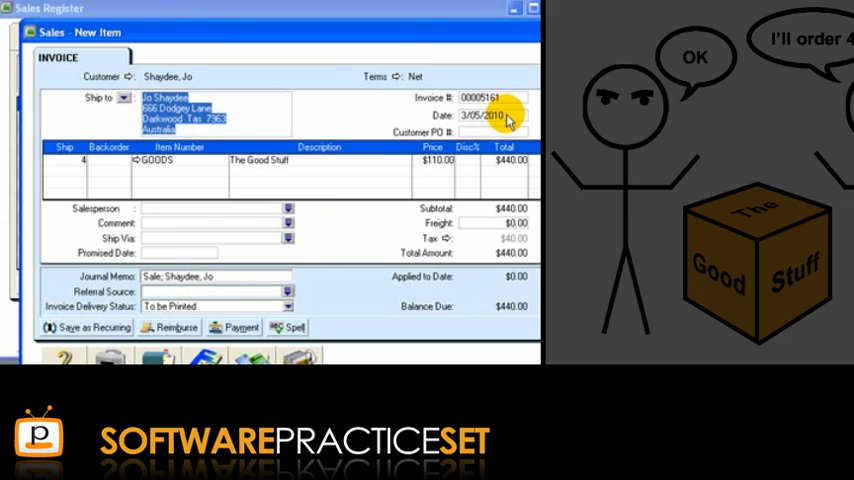 Sales Register
Sales - New Item
INVOICE
Customer : Shaydee, Jo
Terms : Net
Ship to : Jo Shaydee
666 Dodgey Lane
Darkwood Tas 7963
Australia
Invoice #: 00005161
Date: 3/05/2010
Customer PO #:
Ship Backorder Item Number Description Price Disc% Total
4 GOODS The Good Stuff $110.00 $440.00
Salesperson :
Comment:
Ship Via:
Promised Date:
Subtotal: $440.00
Freight: $0.00
Tax : $40.00
Total Amount: $440.00
Journal Memo: Sale; Shaydee, Jo
Referral Source:
Invoice Delivery Status: To be Printed
Applied to Date: $0.00
Balance Due: $440.00
Save as Recurring Reimburse Payment Spell
OK
I'll order 4
The
Good Stuff
p
SOFTWAREPRACTICESET